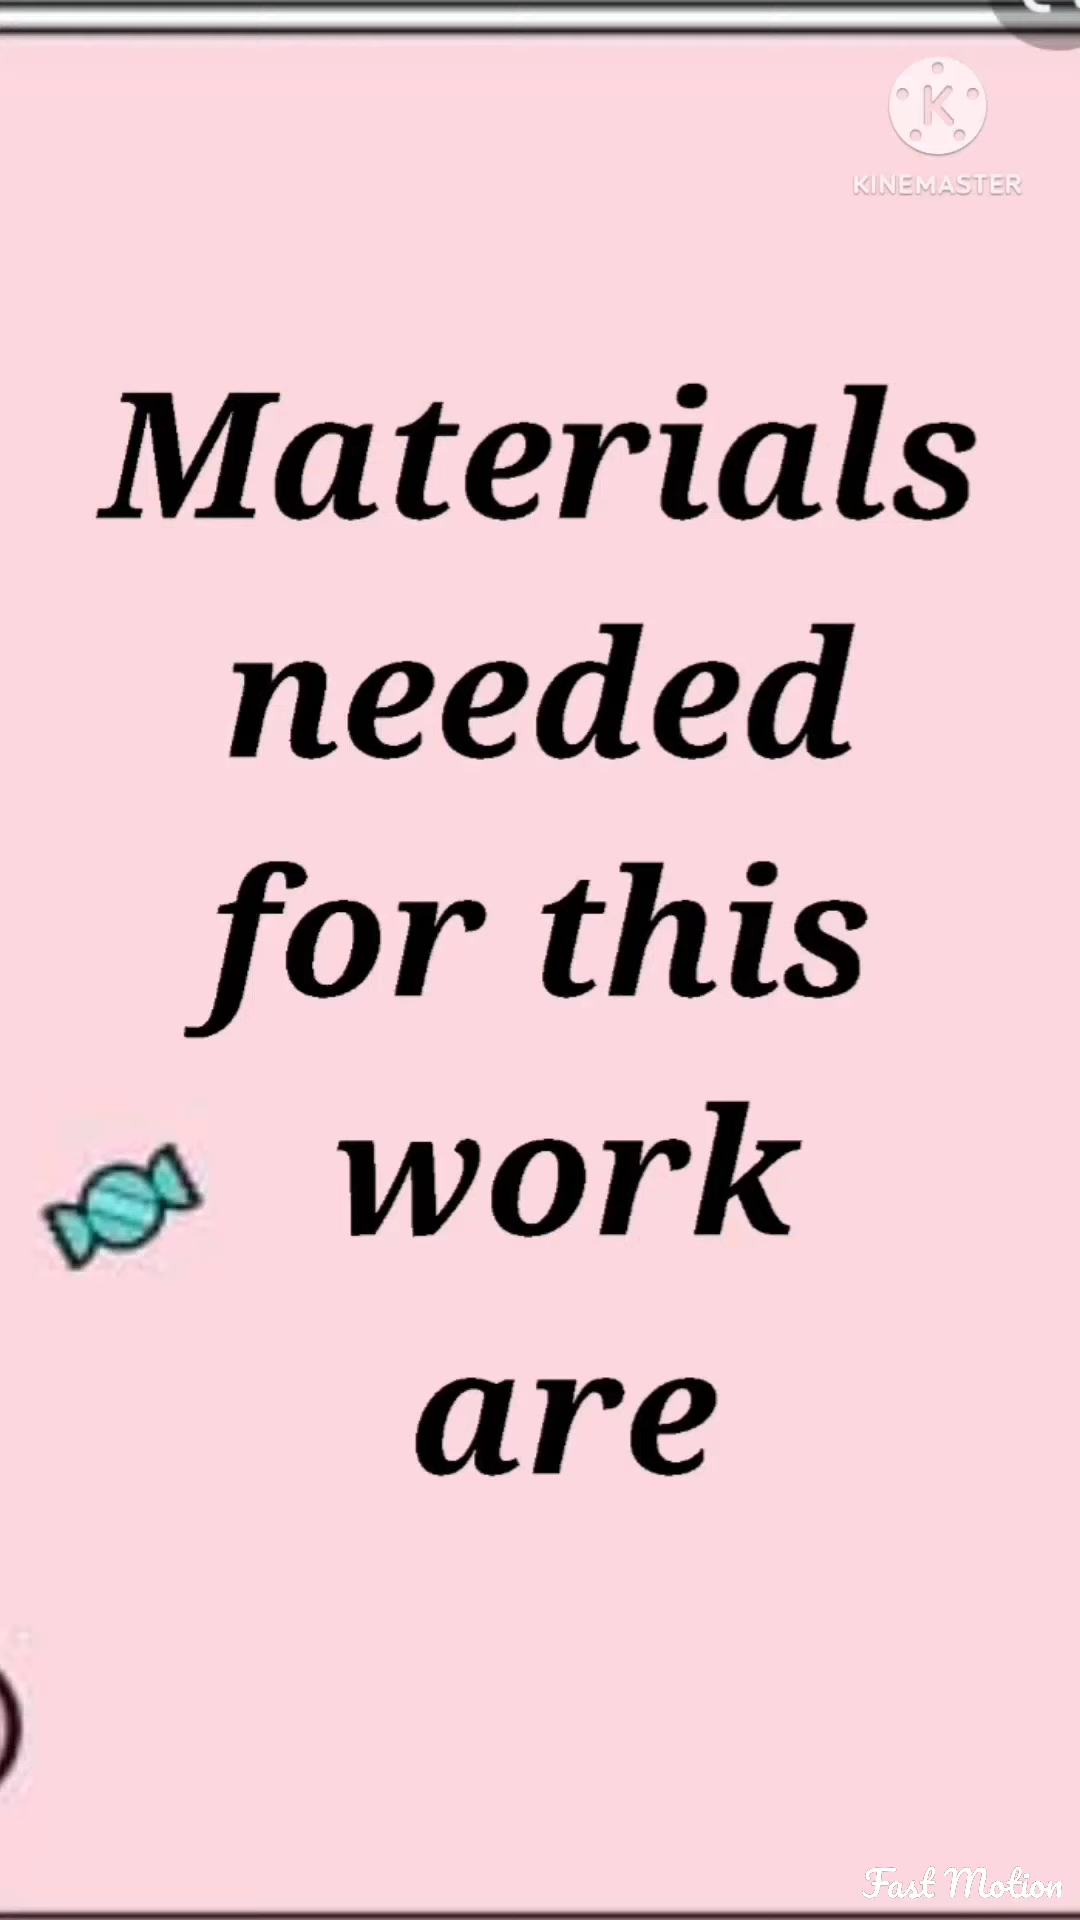 K
KINEMASTER
Materials
needed
for this
work
are
Fast Motion